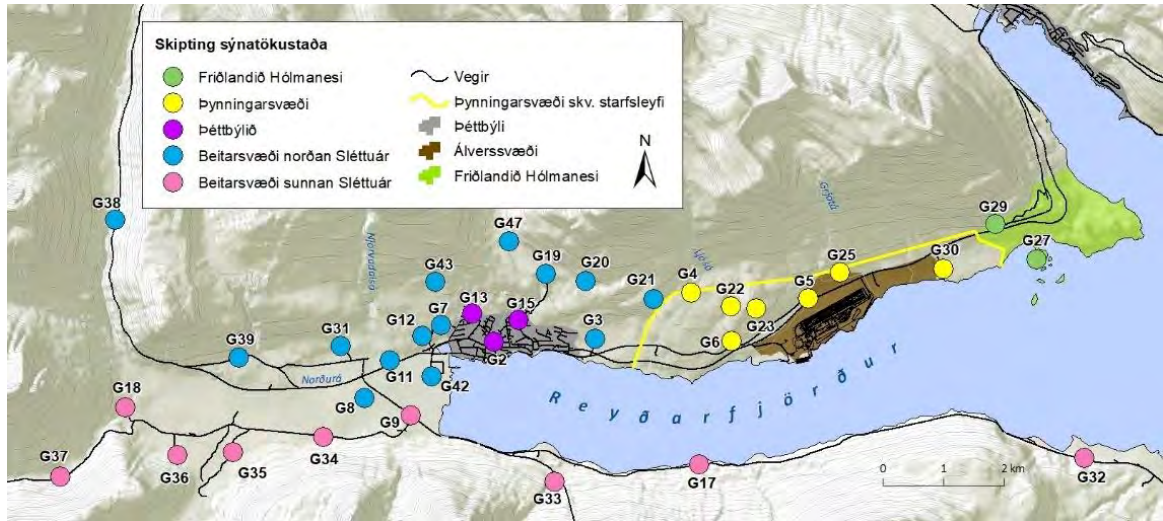 Skipting sýnatökustaða
Friðlandið Hólmanesi
Þynningarsvæði
Þéttbýlið
Beitarsvæði norðan Sléttuár
Beitarsvæði sunnan Sléttuár
Vegir
Þynningarsvæði skv. starfsleyfi
Þéttbýli
Álverssvæði
Friðlandið Hólmanesi
N
G38
G47
G43
G19
G20
G21
G4
G22
G23
G5
G25
G30
G29
G27
Grjótá
G13
G15
G7
G12
G2
G3
G6
G31
G39
G11
G42
G8
Norðurá
G9
G18
G37
G36
G35
G34
G33
G17
G32
Reyðarfjörður
0 1 2 km